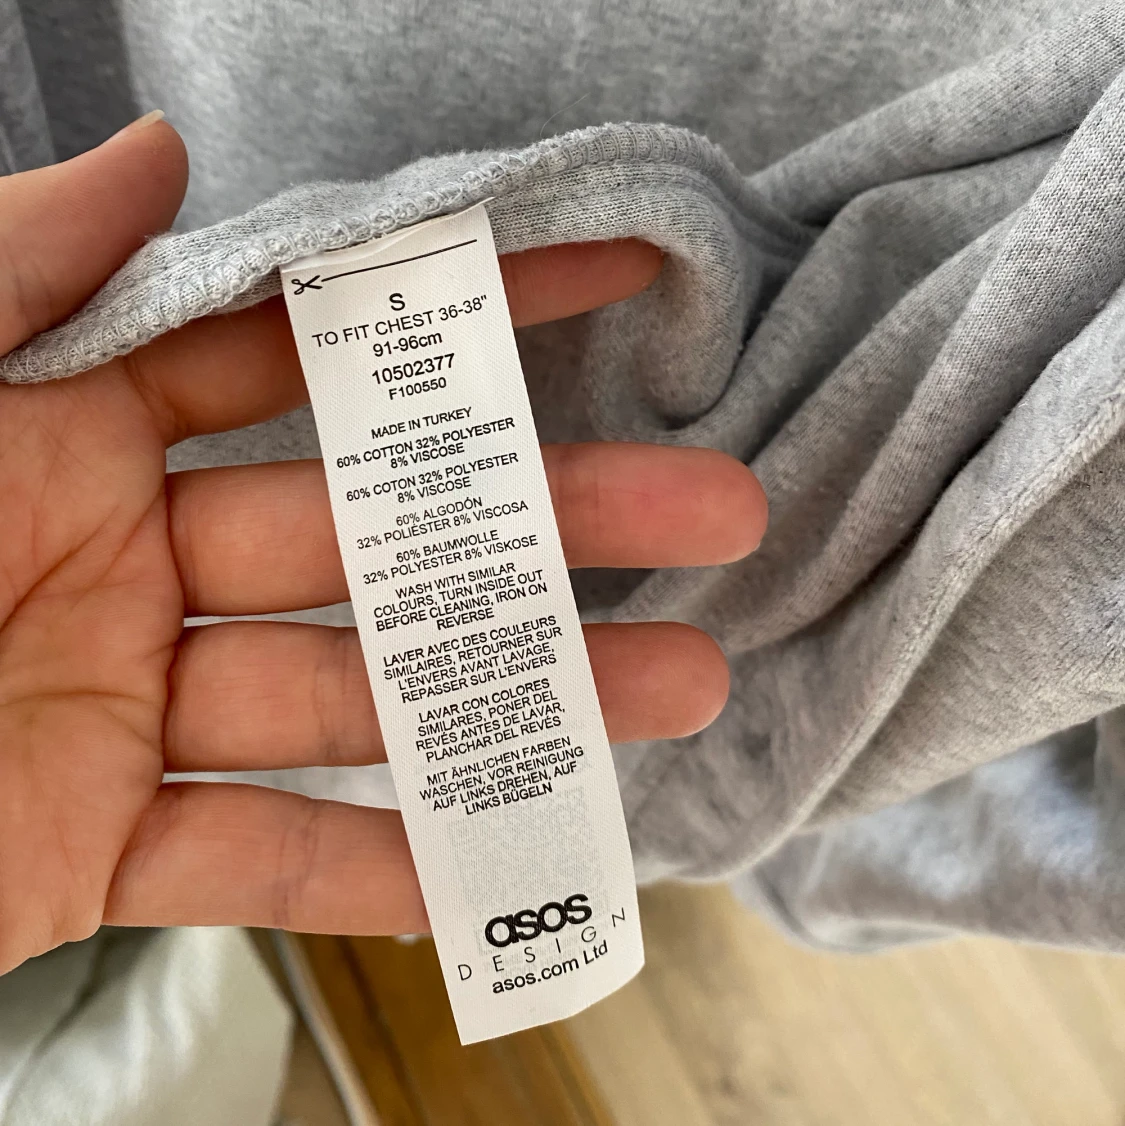 S
TO FIT CHEST 36-38"
91-96cm
10502377
F100550
MADE IN TURKEY
60% COTTON 32% POLYESTER
8% VISCOSE
60% COTON 32% POLYESTER
8% VISCOSE
60% ALGODÓN
32% POLIÉSTER 8% VISCOSA
60% BAUMWOLLE
32% POLYESTER 8% VISKOSE
WASH WITH SIMILAR
COLOURS, TURN INSIDE OUT
BEFORE CLEANING, IRON ON
REVERSE
LAVER AVEC DES COULEURS
SIMILAIRES, RETOURNER SUR
L'ENVERS AVANT LAVAGE,
REPASSER SUR L'ENVERS
LAVAR CON COLORES
SIMILARES, PONER DEL
REVÉS ANTES DE LAVAR,
PLANCHAR DEL REVÉS
MIT ÄHNLICHEN FARBEN
WASCHEN, VOR REINIGUNG
AUF LINKS DREHEN, AUF
LINKS BÜGELN
asos
DESIGN
asos.com Ltd